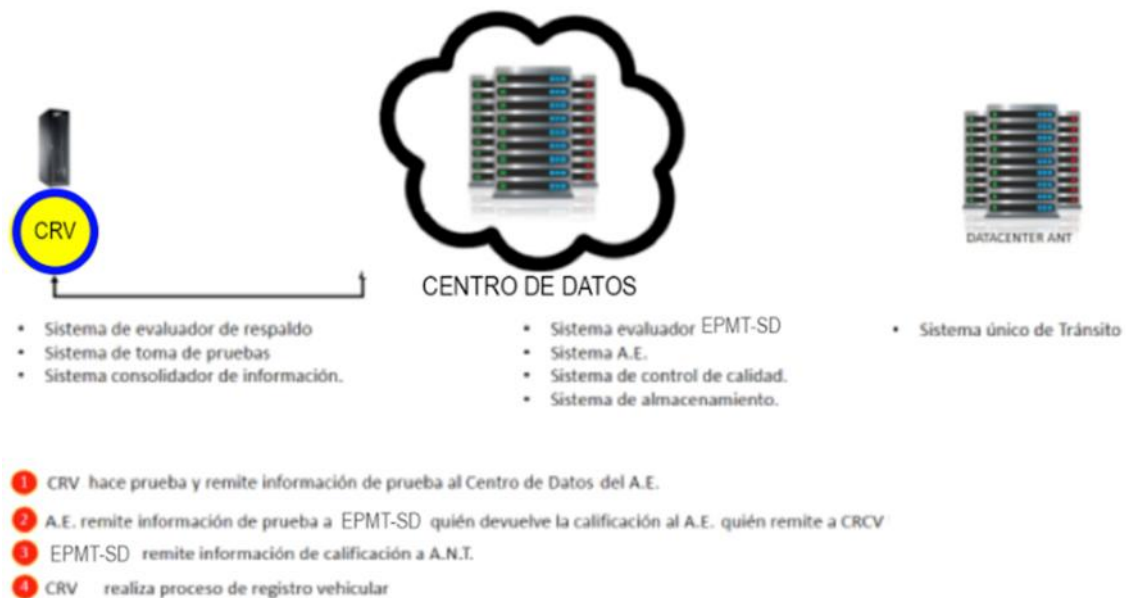 CRV
DATACENTER ANT
CENTRO DE DATOS
• Sistema de evaluador de respaldo
• Sistema de toma de pruebas
• Sistema consolidador de información.
• Sistema evaluador EPMT-SD
• Sistema A.E.
• Sistema de control de calidad.
• Sistema de almacenamiento.
• Sistema único de Tránsito
1 CRV hace prueba y remite información de prueba al Centro de Datos del A.E.
2 A.E. remite información de prueba a EPMT-SD quién devuelve la calificación al A.E. quién remite a CRCV
3 EPMT-SD remite información de calificación a A.N.T.
4 CRV realiza proceso de registro vehicular